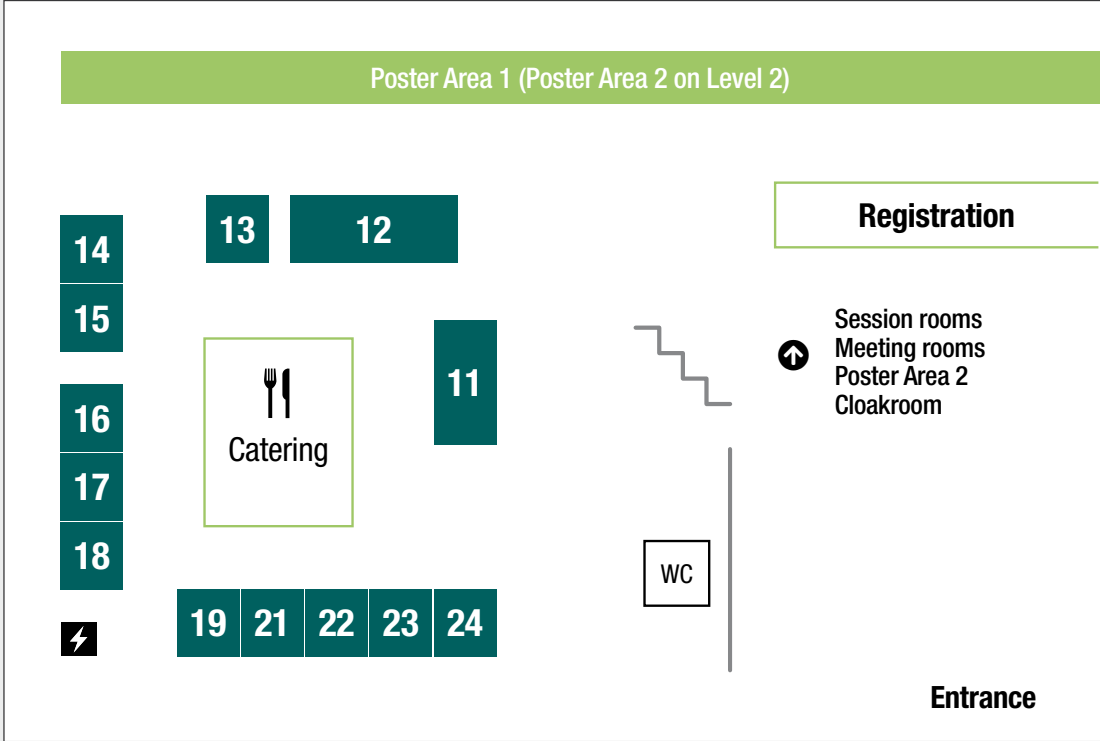 Poster Area 1 (Poster Area 2 on Level 2)
13
12
Registration
14
15
Session rooms
Meeting rooms
Poster Area 2
Cloakroom
11
Catering
16
17
18
WC
19
21
22
23
24
Entrance